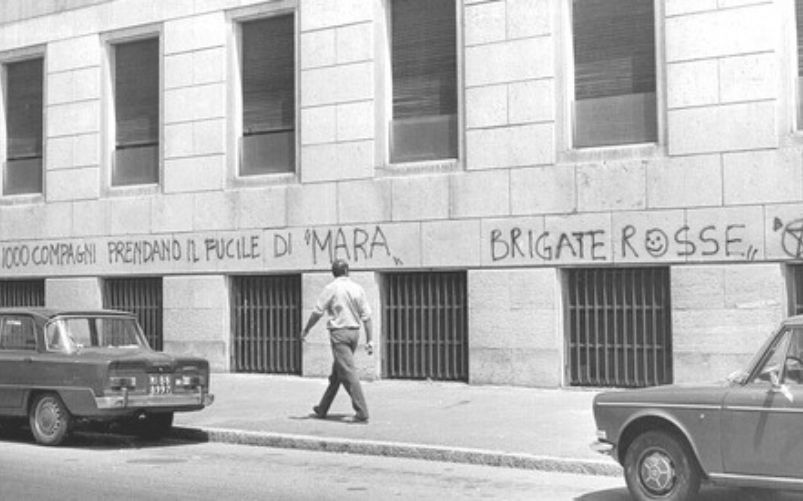 1000 COMPAGNI PRENDANO IL FUCILE DI "MARA" BRIGATE ROSSE"